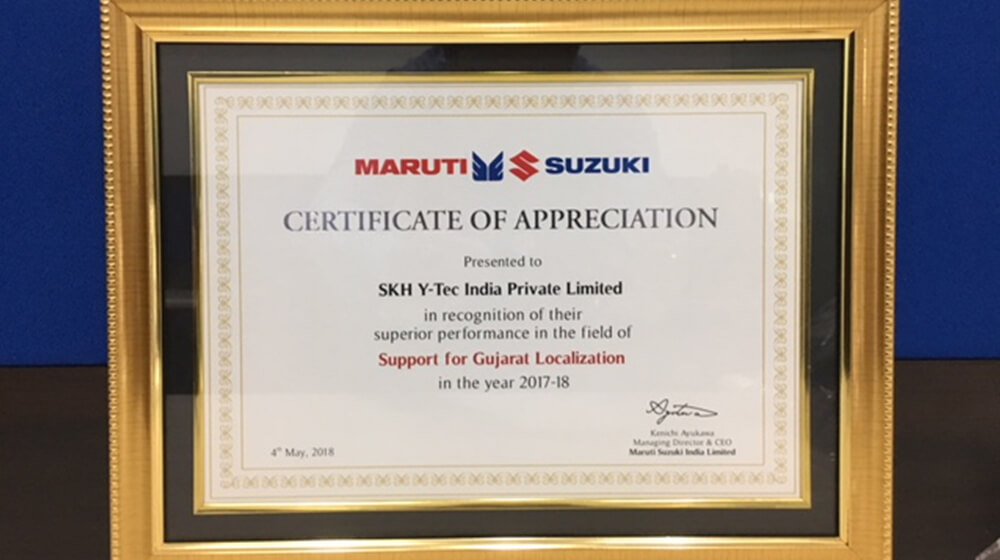 MARUTI SUZUKI
CERTIFICATE OF APPRECIATION
Presented to
SKH Y-Tec India Private Limited
in recognition of their
superior performance in the field of
Support for Gujarat Localization
in the year 2017-18
Kenichi Ayukawa
Managing Director & CEO
Maruti Suzuki India Limited
4th May, 2018